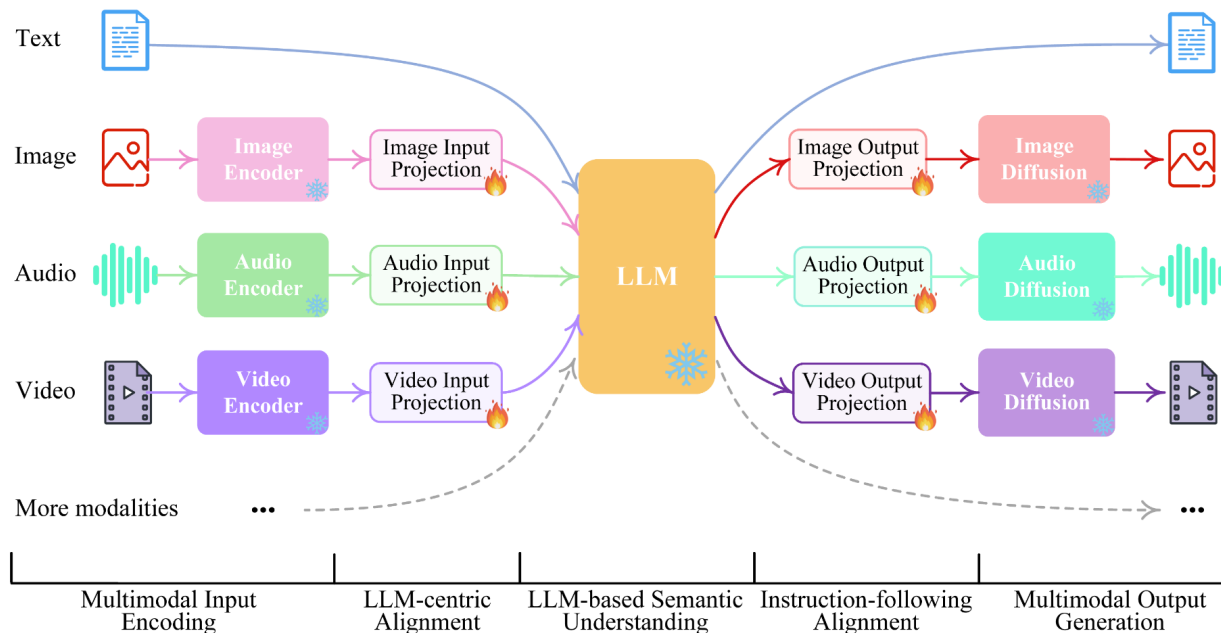 Text
Image
Image
Encoder
Image Input
Projection
Image Output
Projection
Image
Diffusion
Audio
Audio
Encoder
Audio Input
Projection
LLM
Audio Output
Projection
Audio
Diffusion
Video
Video
Encoder
Video Input
Projection
Video Output
Projection
Video
Diffusion
More modalities
•••
•••
Multimodal Input
Encoding
LLM-centric
Alignment
LLM-based Semantic
Understanding
Instruction-following
Alignment
Multimodal Output
Generation